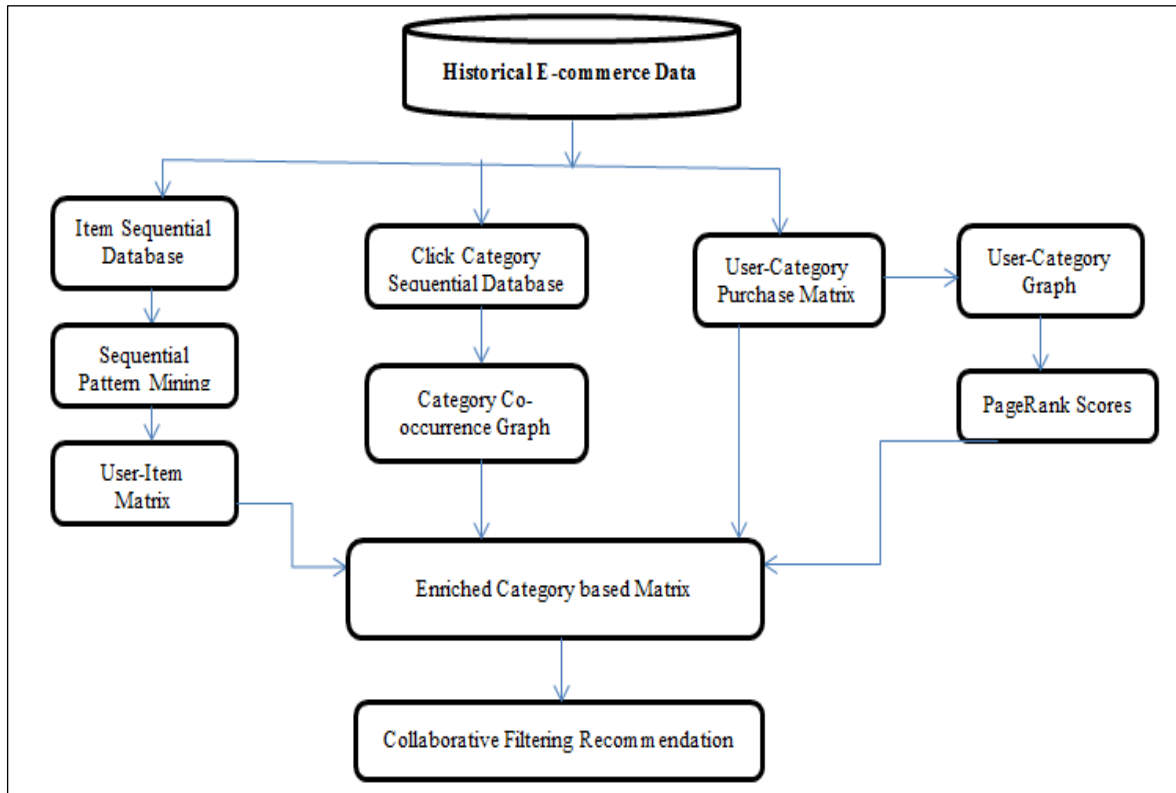 Historical E-commerce Data
Item Sequential
Database
Click Category
Sequential Database
User-Category
Purchase Matrix
User-Category
Graph
Sequential
Pattern Mining
Category Co-
occurrence Graph
PageRank Scores
User-Item
Matrix
Enriched Category based Matrix
Collaborative Filtering Recommendation